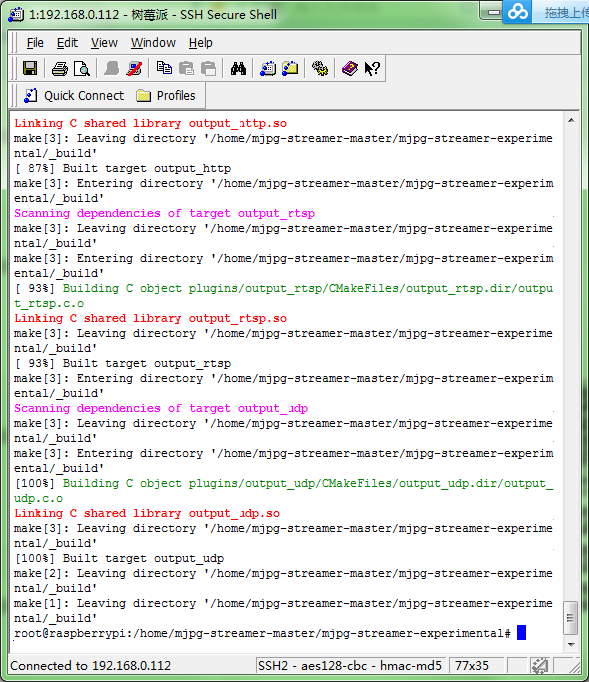 1:192.168.0.112 - 树莓派 - SSH Secure Shell
拖拽上传
File Edit View Window Help
Quick Connect Profiles
Linking C shared library output_http.so
make[3]: Leaving directory '/home/mjpg-streamer-master/mjpg-streamer-experime
ntal/_build'
[ 87%] Built target output_http
make[3]: Entering directory '/home/mjpg-streamer-master/mjpg-streamer-experim
ental/_build'
Scanning dependencies of target output_rtsp
make[3]: Leaving directory '/home/mjpg-streamer-master/mjpg-streamer-experime
ntal/_build'
make[3]: Entering directory '/home/mjpg-streamer-master/mjpg-streamer-experim
ental/_build'
[ 93%] Building C object plugins/output_rtsp/CMakeFiles/output_rtsp.dir/outpu
t_rtsp.c.o
Linking C shared library output_rtsp.so
make[3]: Leaving directory '/home/mjpg-streamer-master/mjpg-streamer-experime
ntal/_build'
[ 93%] Built target output_rtsp
make[3]: Entering directory '/home/mjpg-streamer-master/mjpg-streamer-experim
ental/_build'
Scanning dependencies of target output_udp
make[3]: Leaving directory '/home/mjpg-streamer-master/mjpg-streamer-experime
ntal/_build'
make[3]: Entering directory '/home/mjpg-streamer-master/mjpg-streamer-experim
ental/_build'
[100%] Building C object plugins/output_udp/CMakeFiles/output_udp.dir/output_
udp.c.o
Linking C shared library output_udp.so
make[3]: Leaving directory '/home/mjpg-streamer-master/mjpg-streamer-experime
ntal/_build'
[100%] Built target output_udp
make[2]: Leaving directory '/home/mjpg-streamer-master/mjpg-streamer-experime
ntal/_build'
make[1]: Leaving directory '/home/mjpg-streamer-master/mjpg-streamer-experime
ntal/_build'
root@raspberrypi:/home/mjpg-streamer-master/mjpg-streamer-experimental#
Connected to 192.168.0.112 SSH2 - aes128-cbc - hmac-md5 77x35